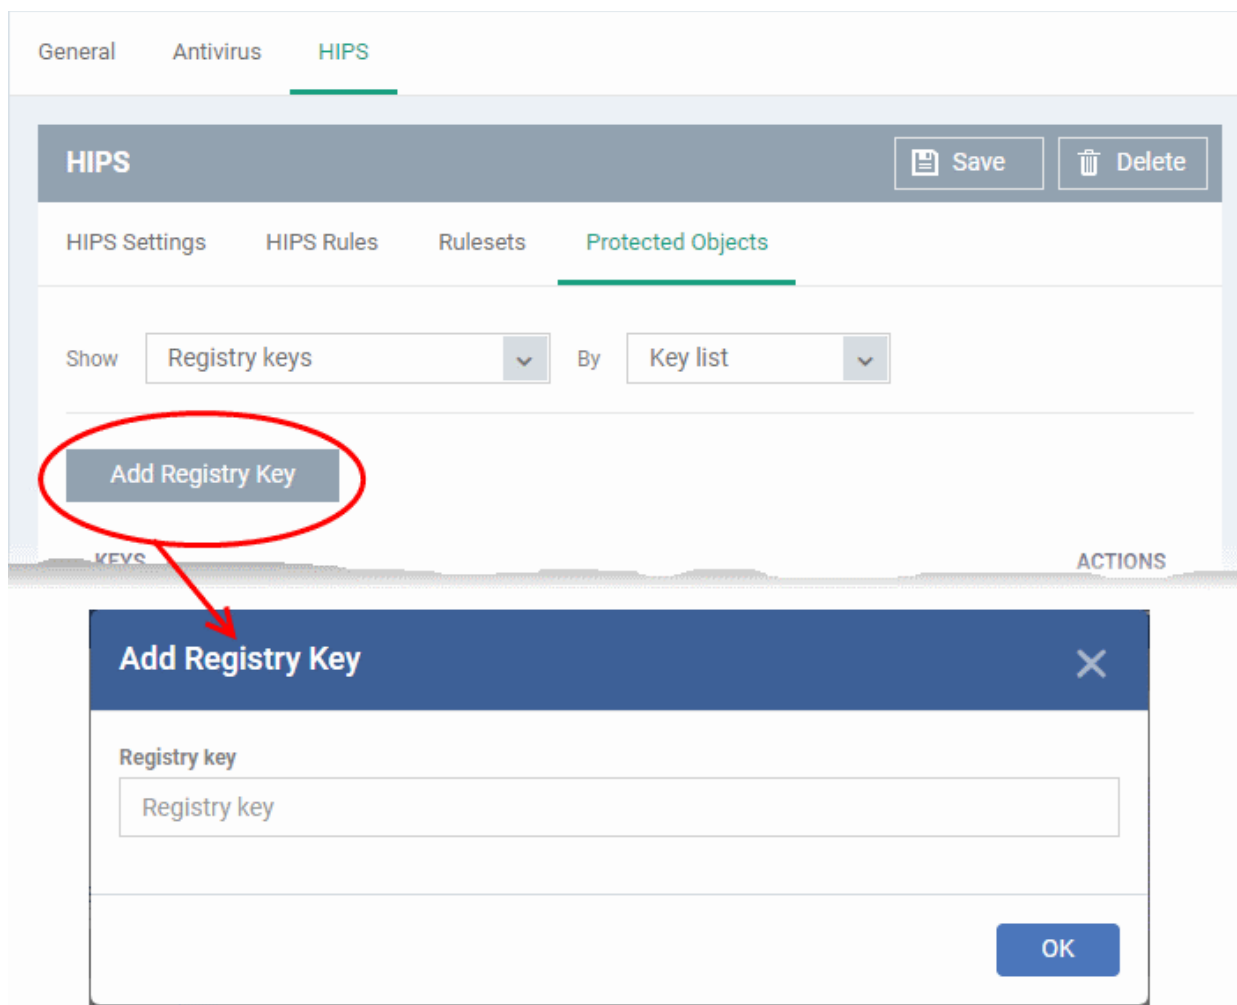 General Antivirus HIPS
HIPS Save Delete
HIPS Settings HIPS Rules Rulesets Protected Objects
Show Registry keys By Key list
Add Registry Key
KEYS ACTIONS
Add Registry Key
Registry key
Registry key
OK